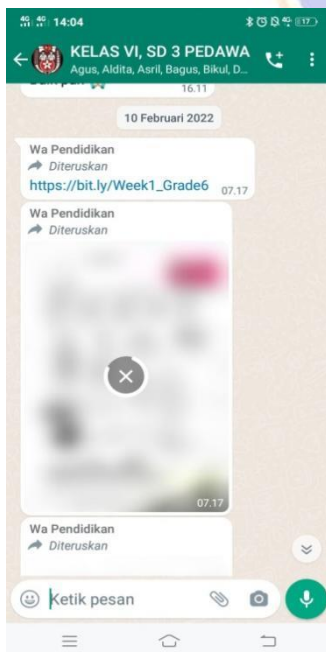 4G 4G 14:04
17
KELAS VI, SD 3 PEDAWA
Agus, Aldita, Asril, Bagus, Bikul, D...
16.11
10 Februari 2022
Wa Pendidikan
Diteruskan
https://bit.ly/Week1_Grade6 07.17
Wa Pendidikan
Diteruskan
07.17
Wa Pendidikan
Diteruskan
Ketik pesan